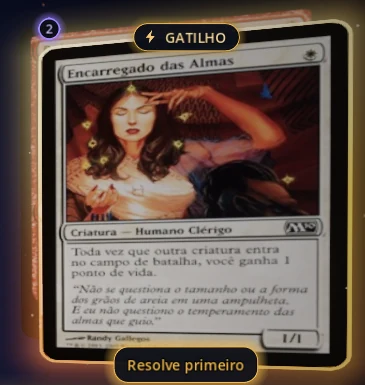 2
GATILHO
Encarregado das Almas
Criatura — Humano Clérigo
Toda vez que outra criatura entra
no campo de batalha, você ganha 1
ponto de vida.
“Não se questiona o tamanho ou a forma
dos grãos de areia em uma ampulheta.
E eu não questiono o temperamento das
almas que guio.”
Randy Gallegos
1/1
Resolve primeiro